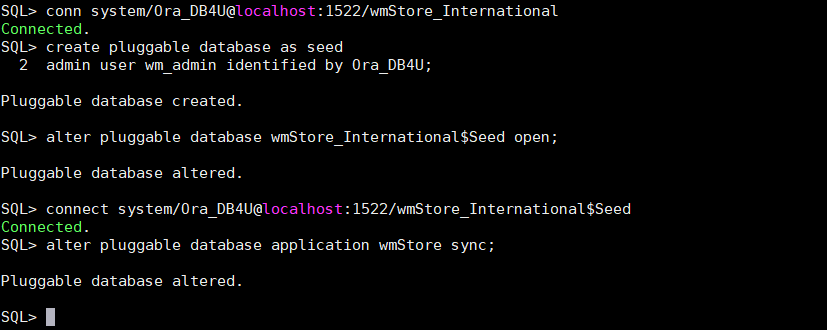 SQL> conn system/Ora_DB4U@localhost:1522/wmStore_International
Connected.
SQL> create pluggable database as seed
  2  admin user wm_admin identified by Ora_DB4U;
Pluggable database created.
SQL> alter pluggable database wmStore_International$Seed open;
Pluggable database altered.
SQL> connect system/Ora_DB4U@localhost:1522/wmStore_International$Seed
Connected.
SQL> alter pluggable database application wmStore sync;
Pluggable database altered.
SQL>